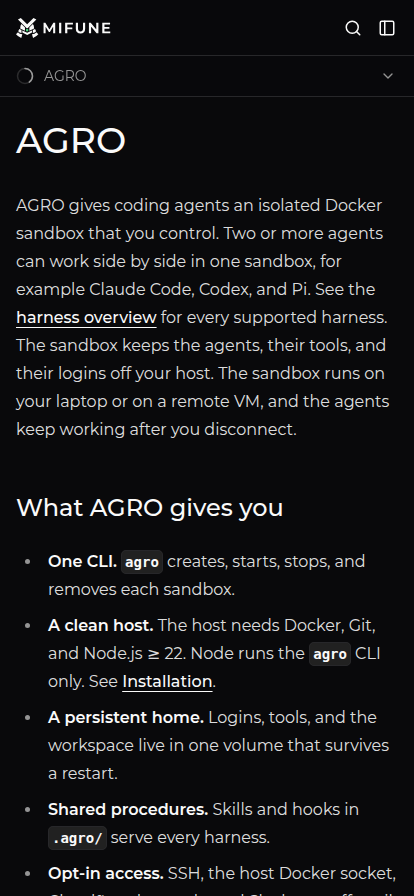 MIFUNE
AGRO
AGRO
AGRO gives coding agents an isolated Docker
sandbox that you control. Two or more agents
can work side by side in one sandbox, for
example Claude Code, Codex, and Pi. See the
harness overview for every supported harness.
The sandbox keeps the agents, their tools, and
their logins off your host. The sandbox runs on
your laptop or on a remote VM, and the agents
keep working after you disconnect.
What AGRO gives you
One CLI. agro creates, starts, stops, and
removes each sandbox.
A clean host. The host needs Docker, Git,
and Node.js ≥ 22. Node runs the agro CLI
only. See Installation.
A persistent home. Logins, tools, and the
workspace live in one volume that survives
a restart.
Shared procedures. Skills and hooks in
.agro/ serve every harness.
Opt-in access. SSH, the host Docker socket,